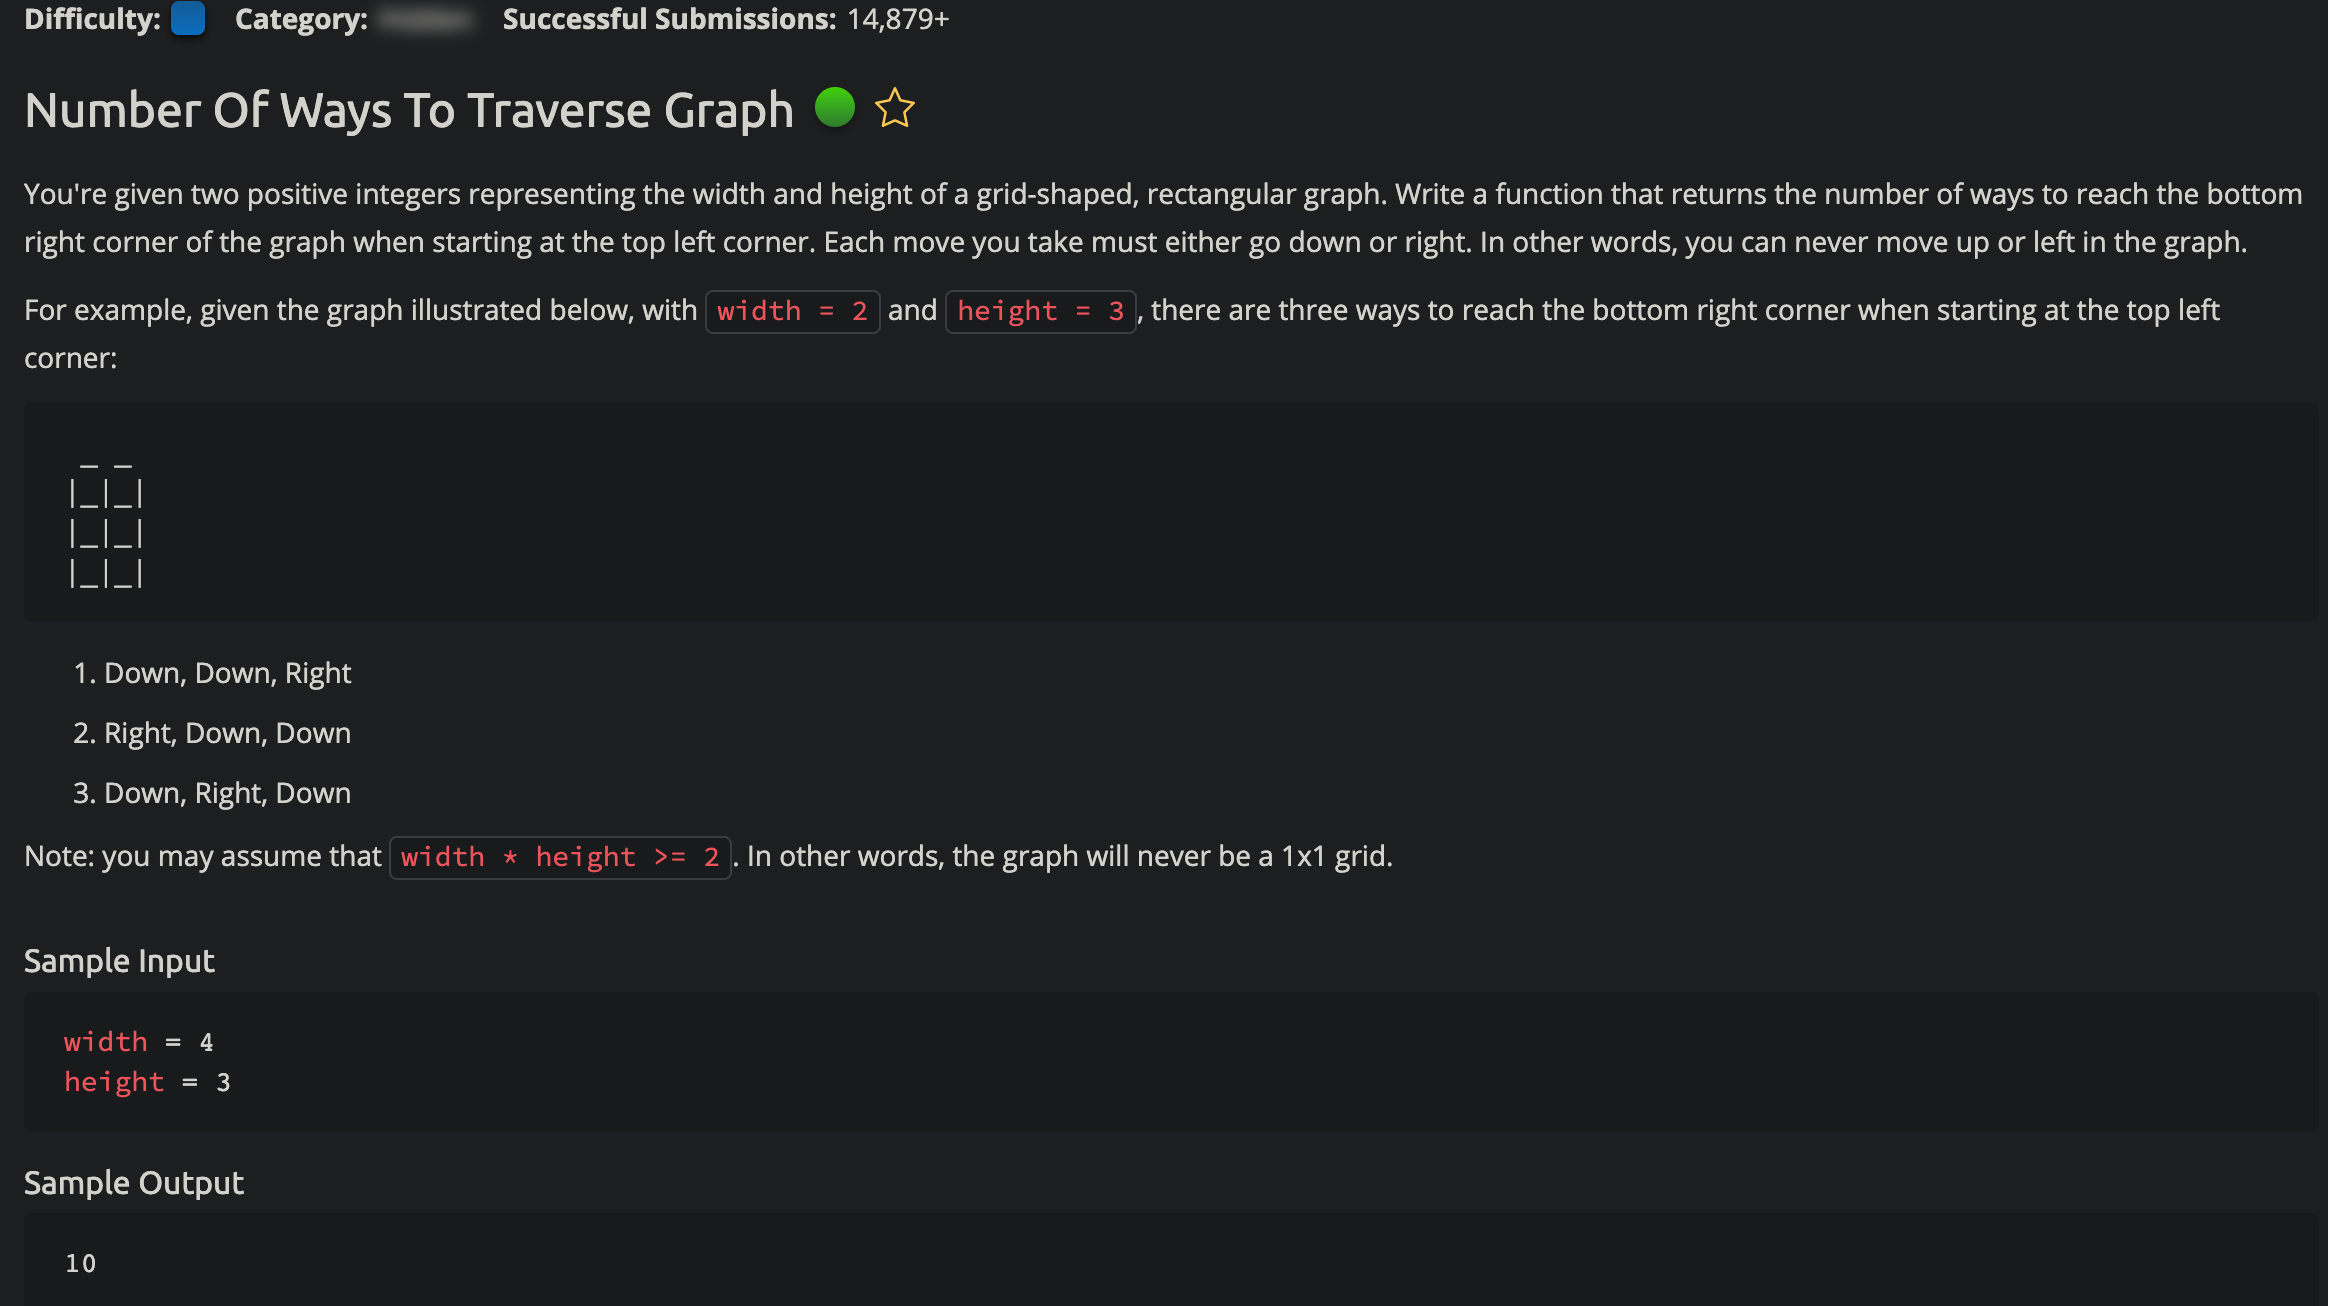 Difficulty: Category: Successful Submissions: 14,879+
Number Of Ways To Traverse Graph
You're given two positive integers representing the width and height of a grid-shaped, rectangular graph. Write a function that returns the number of ways to reach the bottom
right corner of the graph when starting at the top left corner. Each move you take must either go down or right. In other words, you can never move up or left in the graph.
For example, given the graph illustrated below, with width = 2 and height = 3, there are three ways to reach the bottom right corner when starting at the top left
corner:
 _ _
|_|_|
|_|_|
|_|_|
1. Down, Down, Right
2. Right, Down, Down
3. Down, Right, Down
Note: you may assume that width * height >= 2. In other words, the graph will never be a 1x1 grid.
Sample Input
width = 4
height = 3
Sample Output
10